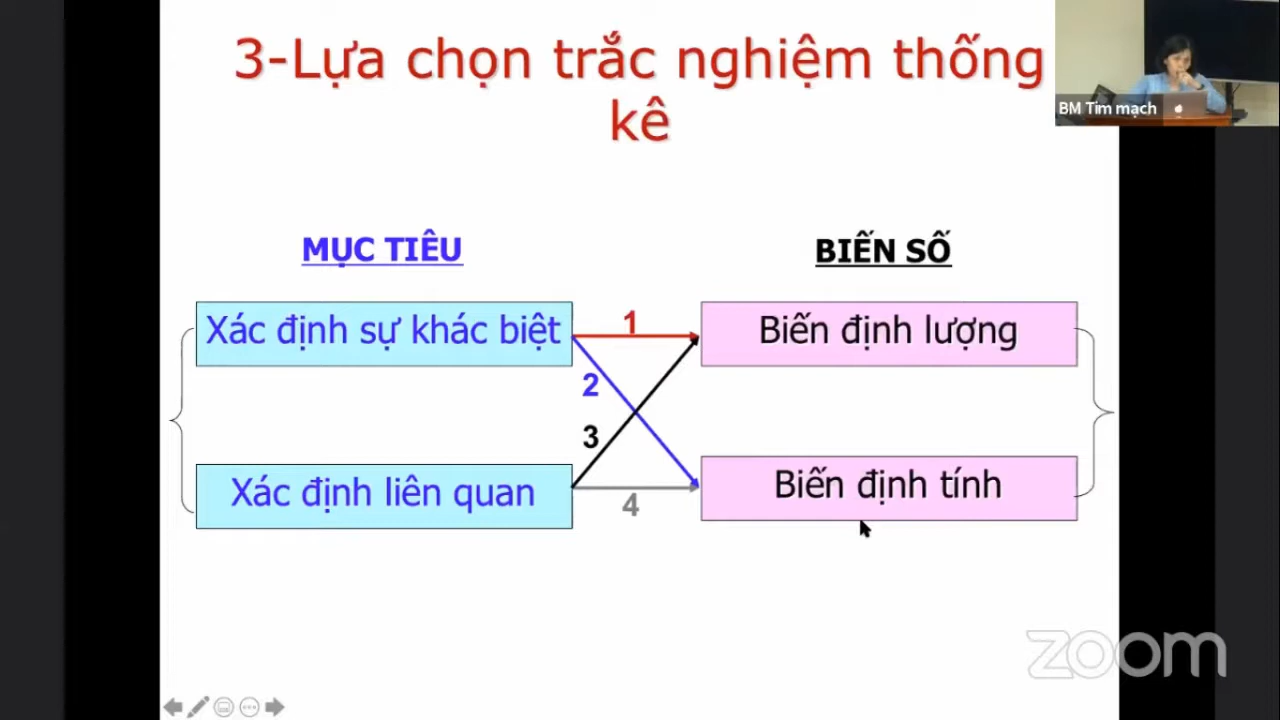 3-Lựa chọn trắc nghiệm thống
kê
BM Tim mạch
MỤC TIÊU
BIẾN SỐ
Xác định sự khác biệt
1
Biến định lượng
2
3
Xác định liên quan
4
Biến định tính
zoom